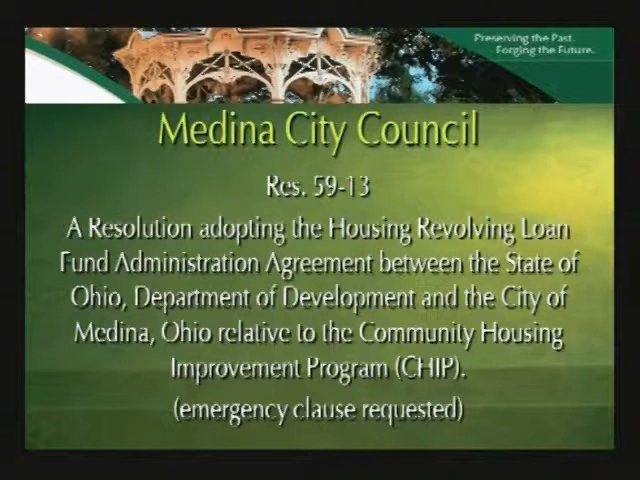 Preserving the Past.
Forging the Future.
Medina City Council
Res. 59-13
A Resolution adopting the Housing Revolving Loan
Fund Administration Agreement between the State of
Ohio, Department of Development and the City of
Medina, Ohio relative to the Community Housing
Improvement Program (CHIP).
(emergency clause requested)